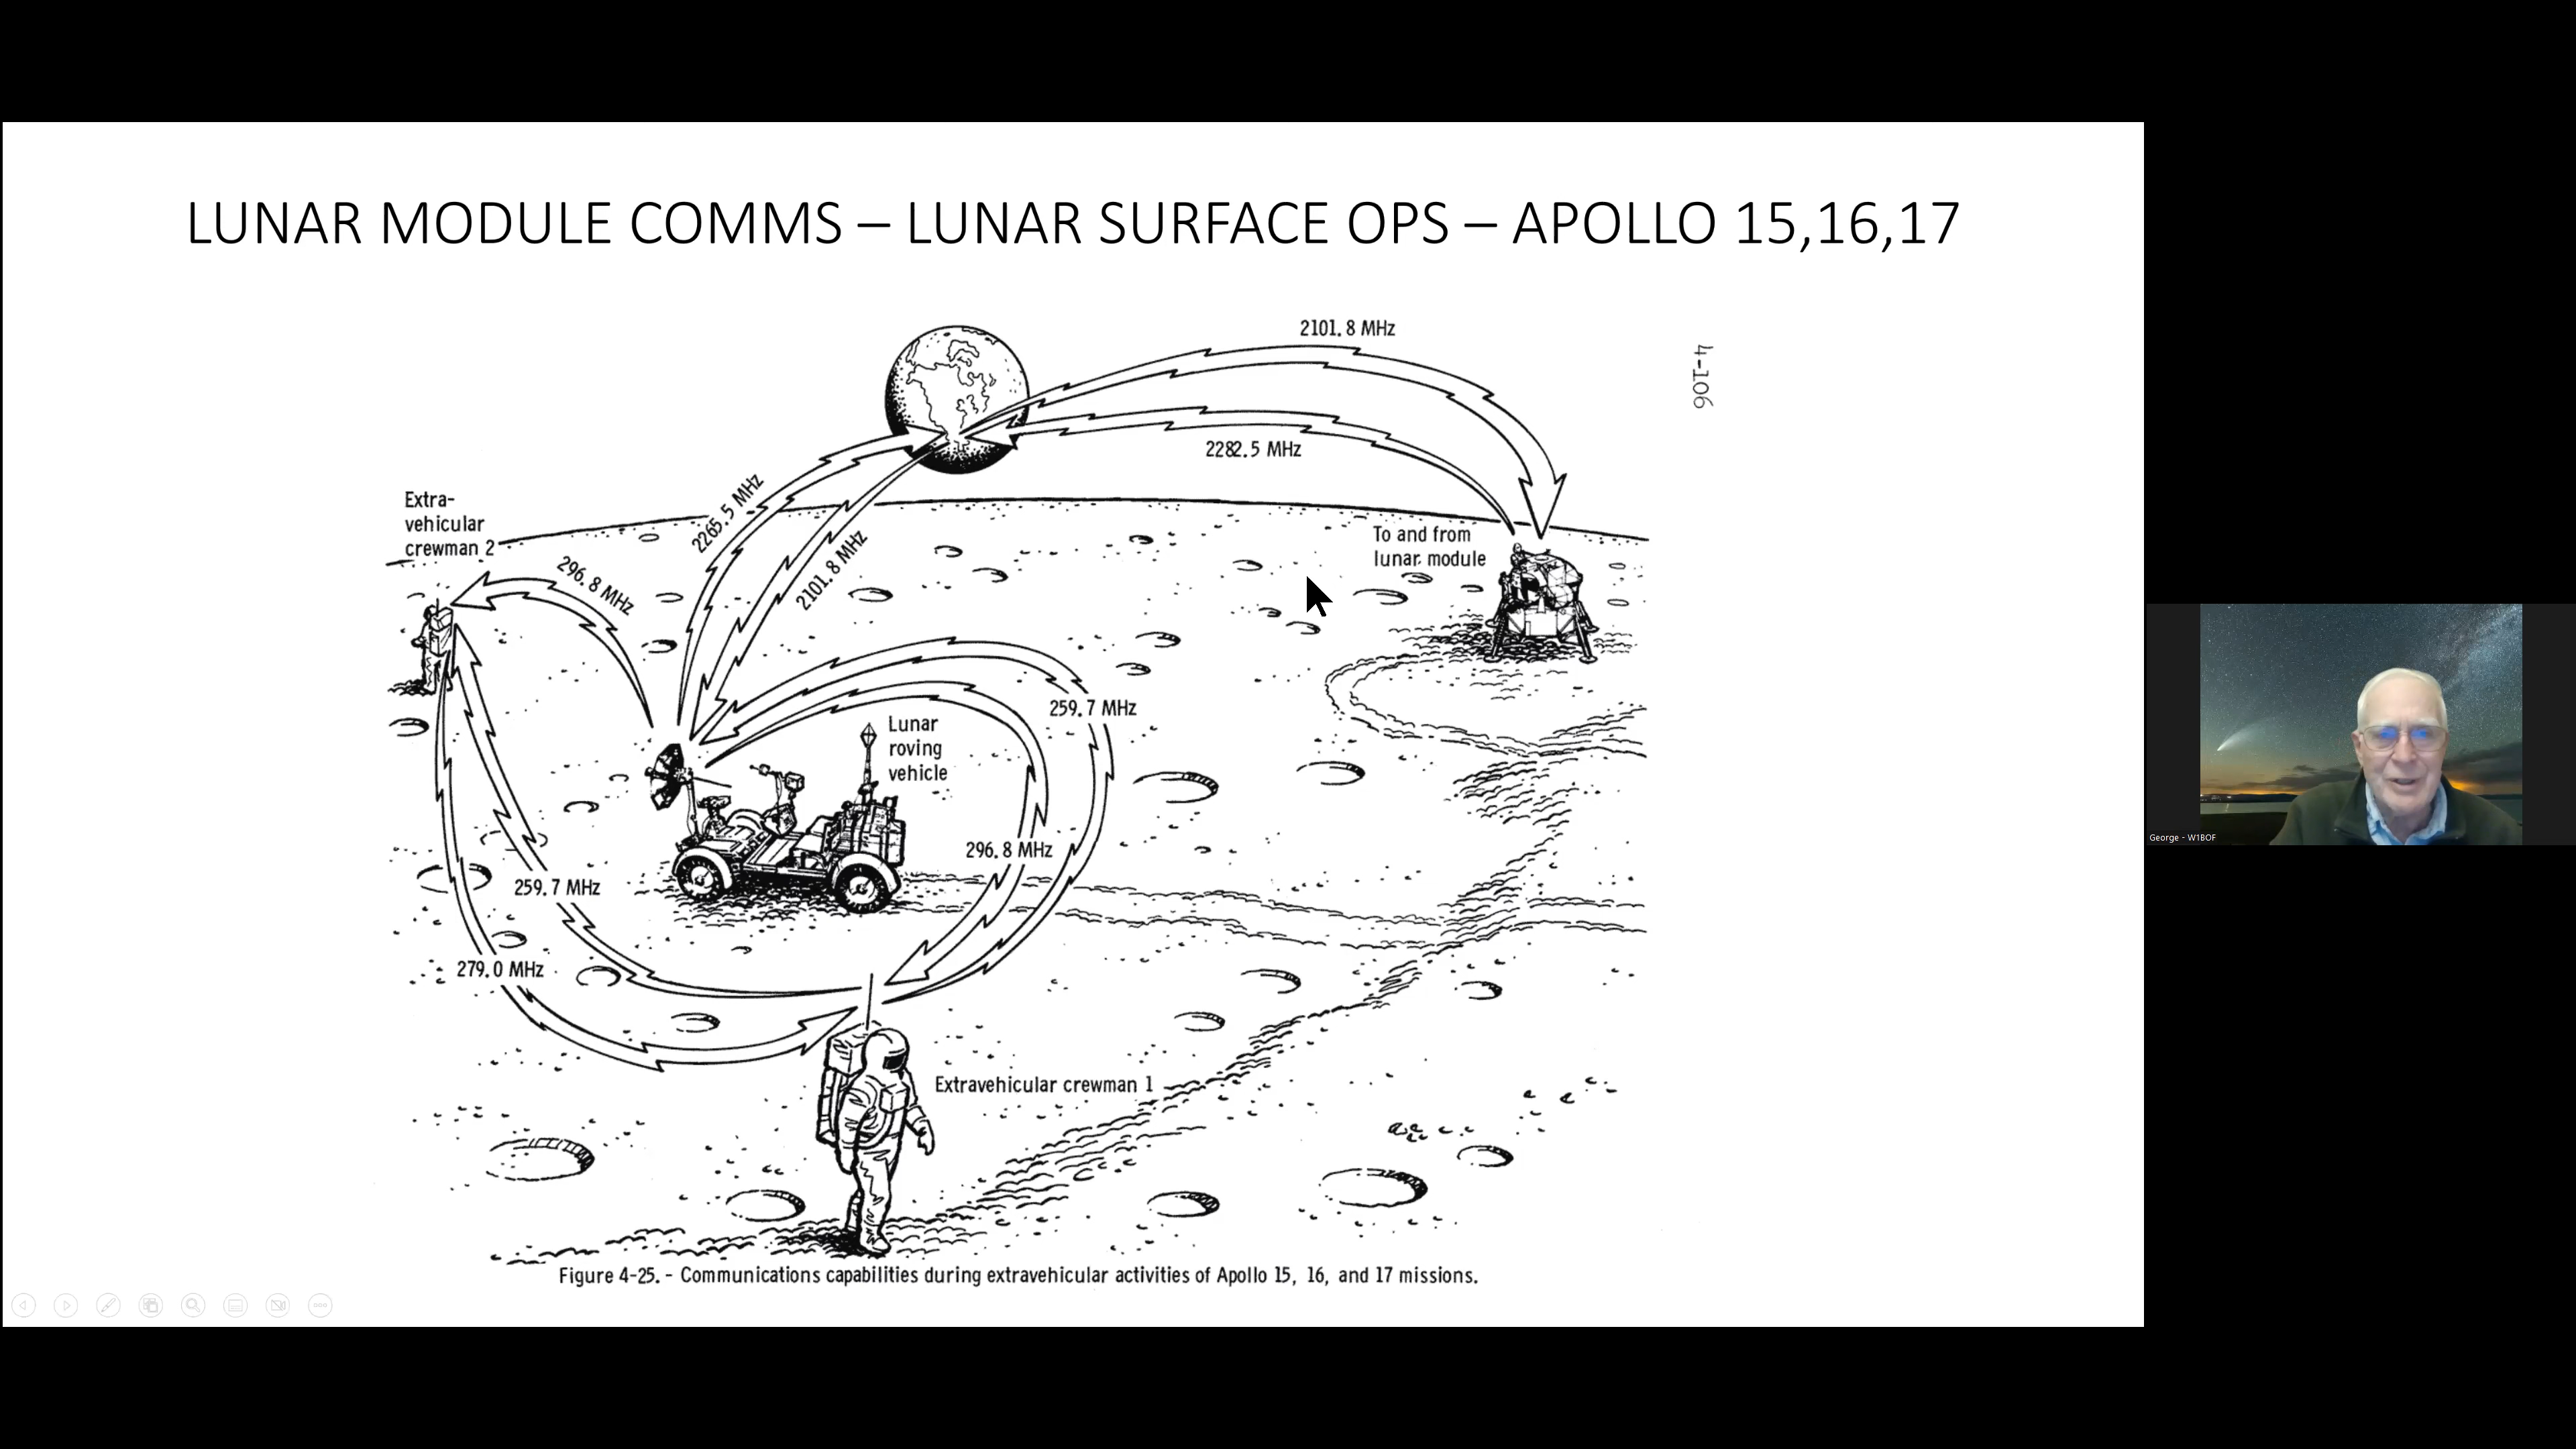 LUNAR MODULE COMMS – LUNAR SURFACE OPS – APOLLO 15,16,17
2101.8 MHz
4-106
2282.5 MHz
2265.5 MHz
Extra-
vehicular
crewman 2
To and from
lunar module
2101.8 MHz
296.8 MHz
259.7 MHz
Lunar
roving
vehicle
George - W1BOF
296.8 MHz
259.7 MHz
279.0 MHz
Extravehicular crewman 1
Figure 4-25. - Communications capabilities during extravehicular activities of Apollo 15, 16, and 17 missions.